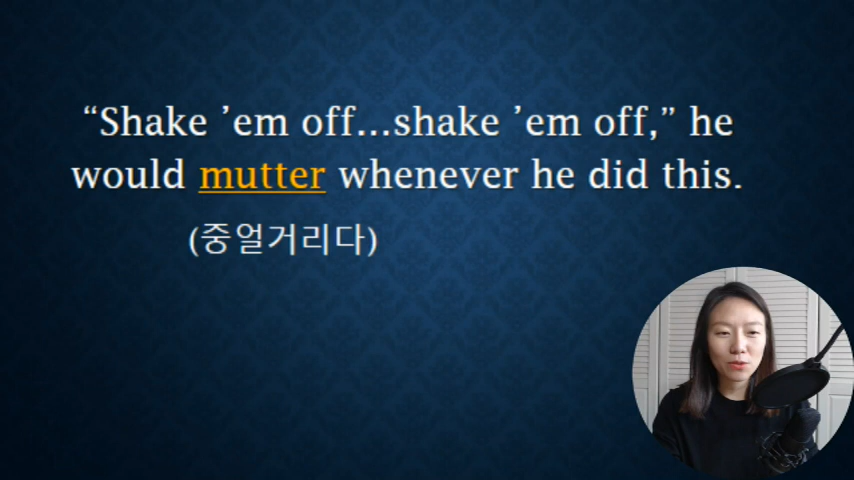 “Shake ’em off...shake ’em off,” he
would mutter whenever he did this.
(중얼거리다)